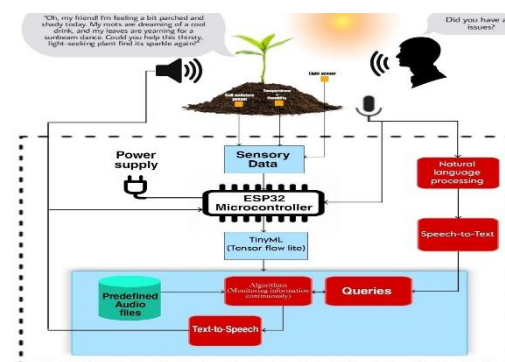 "Oh, my friend! I'm feeling a bit parched and
shady today. My roots are dreaming of a cool
drink, and my leaves are yearning for a
sunbeam dance. Could you help this thirsty,
light-seeking plant find its sparkle again?"
Did you have a
issues?
Light sensor
Soil moisture
sensor
Temperature
+
Humidity
Sensory
Data
Power
supply
ESP32
Microcontroller
Natural
language
processing
TinyML
(Tensor flow lite)
Speech-to-Text
Predefined
Audio
files
Algorithms
(Monitoring information
continuously)
Queries
Text-to-Speech